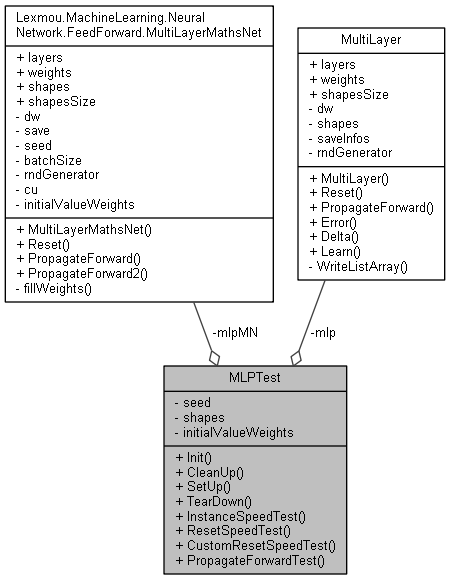 Lexmou.MachineLearning.Neural
Network.FeedForward.MultiLayerMathsNet
+ layers
+ weights
+ shapes
+ shapesSize
- dw
- save
- seed
- batchSize
- rndGenerator
- cu
- initialValueWeights
+ MultiLayerMathsNet()
+ Reset()
+ PropagateForward()
+ PropagateForward2()
- fillWeights()
MultiLayer
+ layers
+ weights
+ shapesSize
- dw
- shapes
- saveInfos
- rndGenerator
+ MultiLayer()
+ Reset()
+ PropagateForward()
+ Error()
+ Delta()
+ Learn()
- WriteListArray()
-mlpMN
-mlp
MLPTest
- seed
- shapes
- initialValueWeights
+ Init()
+ CleanUp()
+ SetUp()
+ TearDown()
+ InstanceSpeedTest()
+ ResetSpeedTest()
+ CustomResetSpeedTest()
+ PropagateForwardTest()